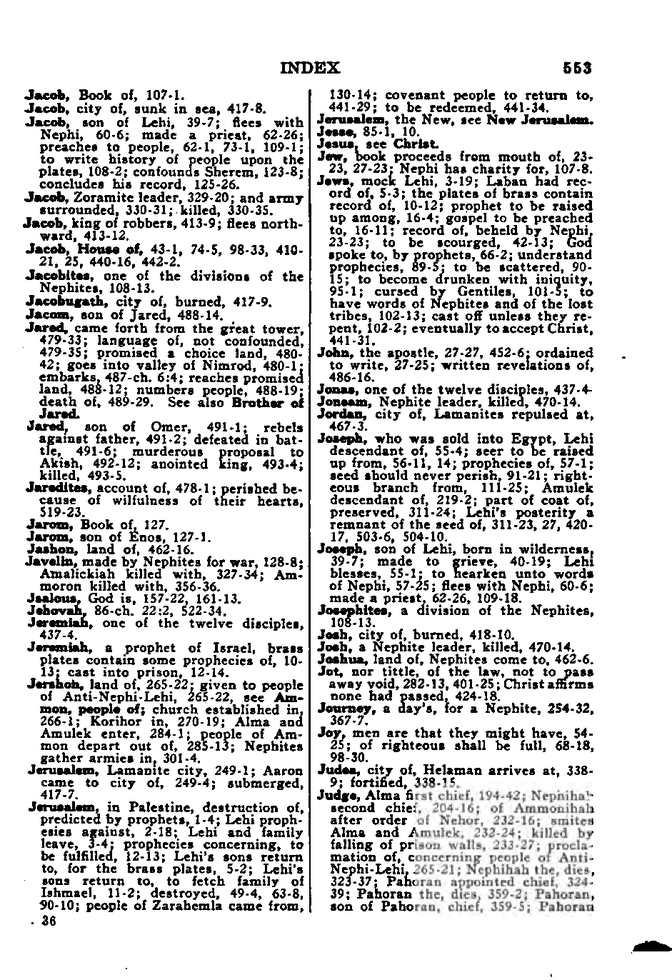 INDEX 553
Jacob, Book of, 107-1.
Jacob, city of, sunk in sea, 417-8.
Jacob, son of Lehi, 39-7; flees with
Nephi, 60-6; made a priest, 62-26;
preaches to people, 62-1, 73-1, 109-1;
to write history of people upon the
plates, 108-2; confounds Sherem, 123-8;
concludes his record, 125-26.
Jacob, Zoramite leader, 329-20; and army
surrounded, 330-31; killed, 330-35.
Jacob, king of robbers, 413-9; flees north-
ward, 413-12.
Jacob, House of, 43-1, 74-5, 98-33, 410-
21, 25, 440-16, 442-2.
Jacobites, one of the divisions of the
Nephites, 108-13.
Jacobugath, city of, burned, 417-9.
Jacom, son of Jared, 488-14.
Jared, came forth from the great tower,
479-33; language of, not confounded,
479-35; promised a choice land, 480-
42; goes into valley of Nimrod, 480-1;
embarks, 487-ch. 6:4; reaches promised
land, 488-12; numbers people, 488-19;
death of, 489-29. See also Brother of
Jared.
Jared, son of Omer, 491-1; rebels
against father, 491-2; defeated in bat-
tle, 491-6; murderous proposal to
Akish, 492-12; anointed king, 493-4;
killed, 493-5.
Jaredites, account of, 478-1; perished be-
cause of wilfulness of their hearts,
519-23.
Jarom, Book of, 127.
Jarom, son of Enos, 127-1.
Jashon, land of, 462-16.
Javelin, made by Nephites for war, 128-8;
Amalickiah killed with, 327-34; Am-
moron killed with, 356-36.
Jealous, God is, 157-22, 161-13.
Jehovah, 86-ch. 22:2, 522-34.
Jeremiah, one of the twelve disciples,
437-4.
Jeremiah, a prophet of Israel, brass
plates contain some prophecies of, 10-
13; cast into prison, 12-14.
Jershon, land of, 265-22; given to people
of Anti-Nephi-Lehi, 265-22, see Am-
mon, people of; church established in,
266-1; Korihor in, 270-19; Alma and
Amulek enter, 284-1; people of Am-
mon depart out of, 285-13; Nephites
gather armies in, 301-4.
Jerusalem, Lamanite city, 249-1; Aaron
came to city of, 249-4; submerged,
417-7.
Jerusalem, in Palestine, destruction of,
predicted by prophets, 1-4; Lehi proph-
esies against, 2-18; Lehi and family
leave, 3-4; prophecies concerning, to
be fulfilled, 12-13; Lehi's sons return
to, for the brass plates, 5-2; Lehi's
sons return to, to fetch family of
Ishmael, 11-2; destroyed, 49-4, 63-8,
90-10; people of Zarahemla came from,
36
130-14; covenant people to return to,
441-29; to be redeemed, 441-34.
Jerusalem, the New, see New Jerusalem.
Jesse, 85-1, 10.
Jesus, see Christ.
Jew, book proceeds from mouth of, 23-
23, 27-23; Nephi has charity for, 107-8.
Jews, mock Lehi, 3-19; Laban had rec-
ord of, 5-3; the plates of brass contain
record of, 10-12; prophet to be raised
up among, 16-4; gospel to be preached
to, 16-11; record of, beheld by Nephi,
23-23; to be scourged, 42-13; God
spoke to, by prophets, 66-2; understand
prophecies, 89-5; to be scattered, 90-
15; to become drunken with iniquity,
95-1; cursed by Gentiles, 101-5; to
have words of Nephites and of the lost
tribes, 102-13; cast off unless they re-
pent, 102-2; eventually to accept Christ,
441-31.
John, the apostle, 27-27, 452-6; ordained
to write, 27-25; written revelations of,
486-16.
Jonas, one of the twelve disciples, 437-4
Joneam, Nephite leader, killed, 470-14.
Jordan, city of, Lamanites repulsed at,
467-3.
Joseph, who was sold into Egypt, Lehi
descendant of, 55-4; seer to be raised
up from, 56-11, 14; prophecies of, 57-1;
seed should never perish, 91-21; right-
eous branch from, 111-25; Amulek
descendant of, 219-2; part of coat of,
preserved, 311-24; Lehi's posterity a
remnant of the seed of, 311-23, 27, 420-
17, 503-6, 504-10.
Joseph, son of Lehi, born in wilderness,
39-7; made to grieve, 40-19; Lehi
blesses, 55-1; to hearken unto words
of Nephi, 57-25; flees with Nephi, 60-6;
made a priest, 62-26, 109-18.
Josephites, a division of the Nephites,
108-13.
Josh, city of, burned, 418-10.
Josh, a Nephite leader, killed, 470-14.
Joshua, land of, Nephites come to, 462-6.
Jot, nor tittle, of the law, not to pass
away void, 282-13, 401-25; Christ affirms
none had passed, 424-18.
Journey, a day's, for a Nephite, 254-32,
367-7.
Joy, men are that they might have, 54-
25; of righteous shall be full, 68-18,
98-30.
Judea, city of, Helaman arrives at, 338-
9; fortified, 338-15.
Judge, Alma first chief, 194-42; Nephihah
second chief, 204-16; of Ammonihah
after order of Nehor, 232-16; smites
Alma and Amulek, 232-24; killed by
falling of prison walls, 233-27; procla-
mation of, concerning people of Anti-
Nephi-Lehi, 265-21; Nephihah the, dies,
323-37; Pahoran appointed chief, 324-
39; Pahoran the, dies, 359-2; Pahoran,
son of Pahoran, chief, 359-5; Pahoran